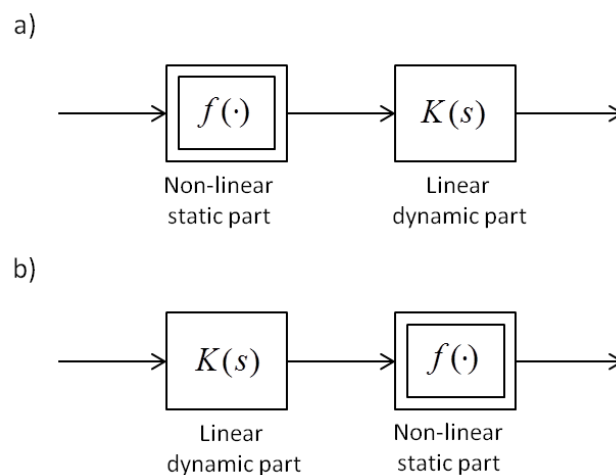 a)
f(·)
K(s)
Non-linear
static part
Linear
dynamic part
b)
K(s)
f(·)
Linear
dynamic part
Non-linear
static part